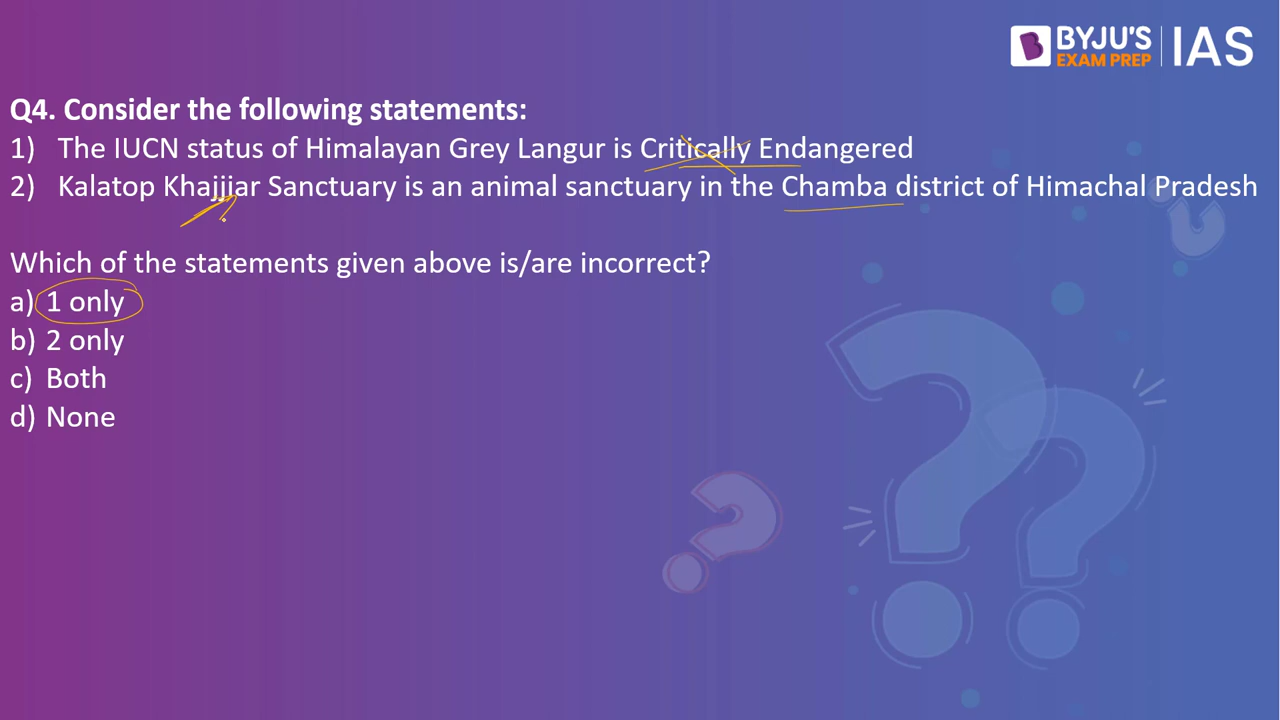 BYJU'S
EXAM PREP
IAS
Q4. Consider the following statements:
1) The IUCN status of Himalayan Grey Langur is Critically Endangered
2) Kalatop Khajjiar Sanctuary is an animal sanctuary in the Chamba district of Himachal Pradesh
Which of the statements given above is/are incorrect?
a) 1 only
b) 2 only
c) Both
d) None